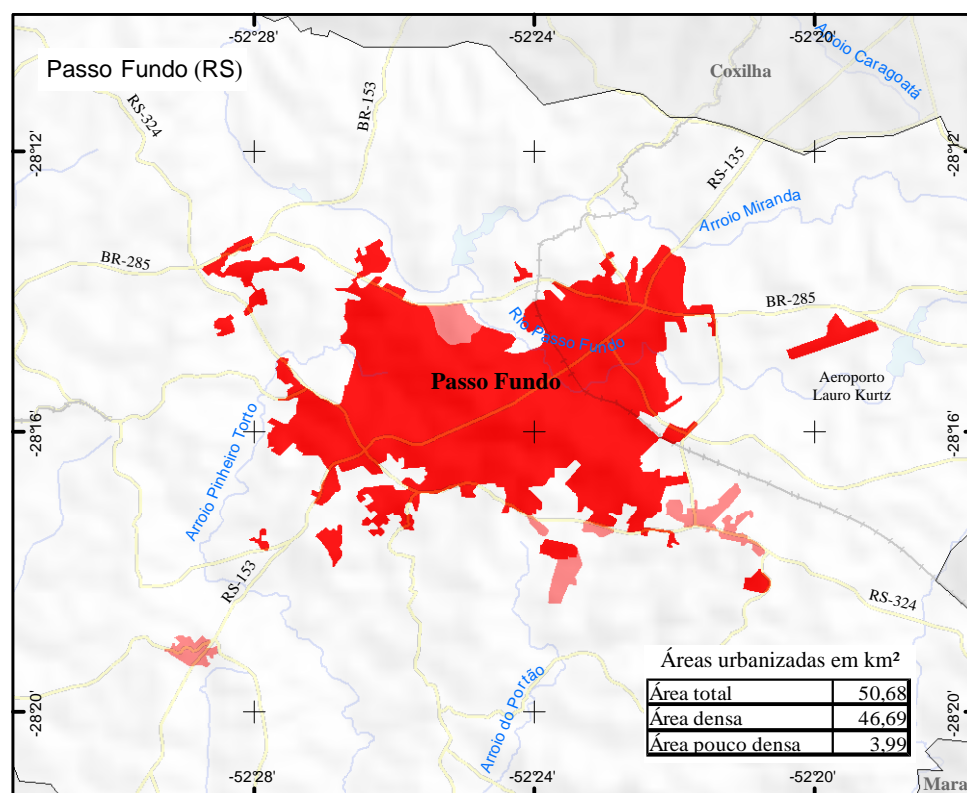 -52°28'
-52°24'
-52°20'
Passo Fundo (RS)
Coxilha
Arroio Caragoatá
RS-324
BR-153
RS-135
-28°12'
-28°12'
Arroio Miranda
BR-285
BR-285
Rio Passo Fundo
Passo Fundo
Aeroporto
Lauro Kurtz
Arroio Pinheiro Torto
-28°16'
-28°16'
RS-153
RS-324
Arroio do Portão
Áreas urbanizadas em km²
Área total 50,68
Área densa 46,69
Área pouco densa 3,99
-28°20'
-28°20'
-52°28'
-52°24'
-52°20'
Mara